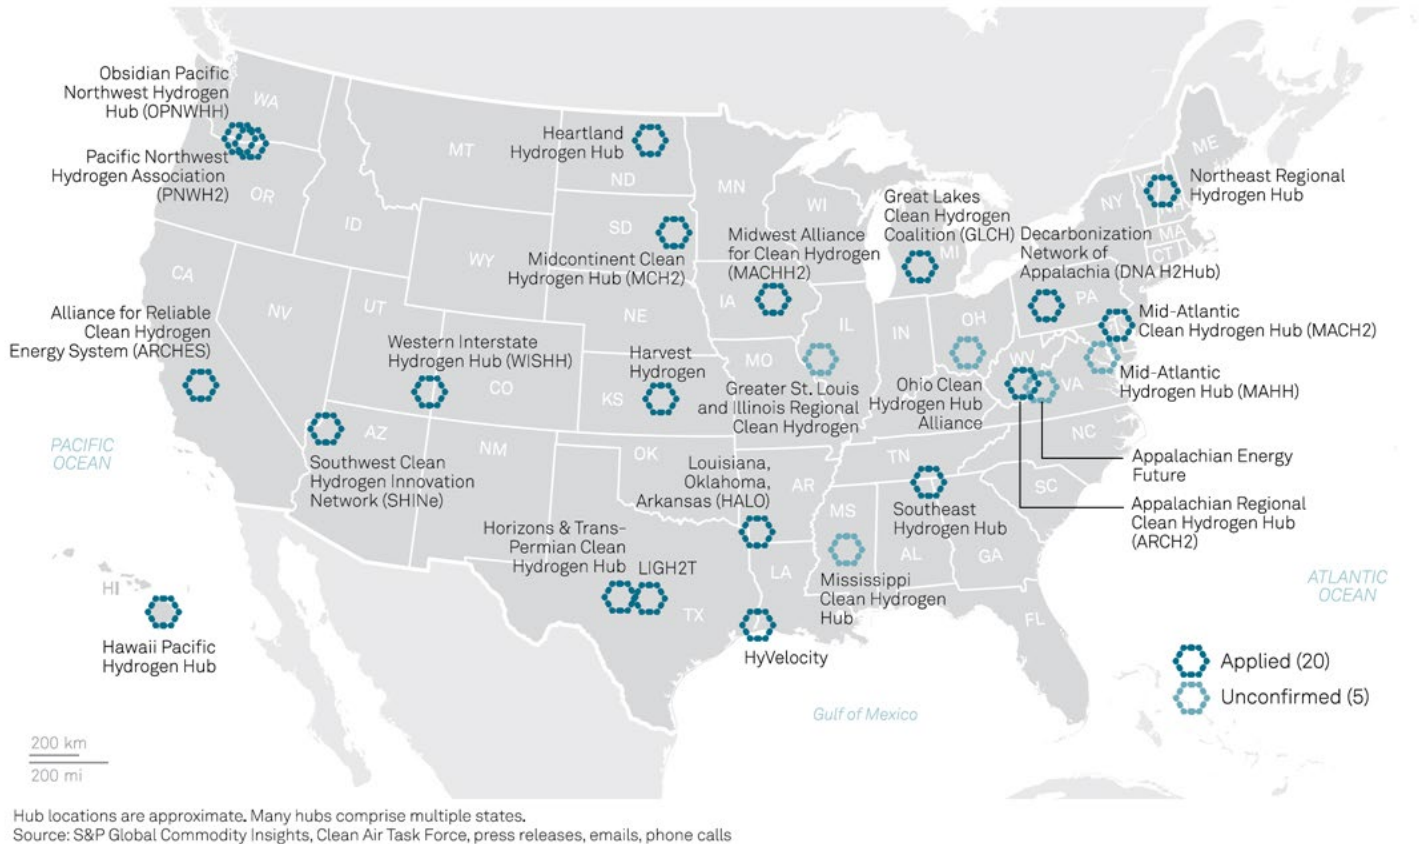 Obsidian Pacific
Northwest Hydrogen
Hub (OPNWHH)
Pacific Northwest
Hydrogen Association
(PNWH2)
WA
OR
ID
MT
WY
CA
NV
UT
Heartland
Hydrogen Hub
ND
SD
Midcontinent Clean
Hydrogen Hub (MCH2)
NE
MN
WI
Midwest Alliance
for Clean Hydrogen
(MACHH2)
IA
Great Lakes
Clean Hydrogen
Coalition (GLCH)
MI
Decarbonization
Network of
Appalachia (DNA H2Hub)
PA
NY
ME
Northeast Regional
Hydrogen Hub
MA
CT
Mid-Atlantic
Clean Hydrogen Hub (MACH2)
Mid-Atlantic
Hydrogen Hub (MAHH)
Alliance for Reliable
Clean Hydrogen
Energy System (ARCHES)
Western Interstate
Hydrogen Hub (WISHH)
CO
Harvest
Hydrogen
KS
MO
IL
IN
OH
WV
VA
Greater St. Louis
and Illinois Regional
Clean Hydrogen
Ohio Clean
Hydrogen Hub
Alliance
PACIFIC
OCEAN
AZ
NM
Southwest Clean
Hydrogen Innovation
Network (SHINe)
OK
Louisiana,
Oklahoma,
Arkansas (HALO)
AR
TN
NC
SC
MS
AL
GA
Southeast
Hydrogen Hub
Appalachian Energy
Future
Appalachian Regional
Clean Hydrogen Hub
(ARCH2)
Horizons & Trans-
Permian Clean
Hydrogen Hub
LIGH2T
TX
LA
Mississippi
Clean Hydrogen
Hub
FL
HyVelocity
HI
Hawaii Pacific
Hydrogen Hub
ATLANTIC
OCEAN
Gulf of Mexico
Applied (20)
Unconfirmed (5)
200 km
200 mi
Hub locations are approximate. Many hubs comprise multiple states.
Source: S&P Global Commodity Insights, Clean Air Task Force, press releases, emails, phone calls